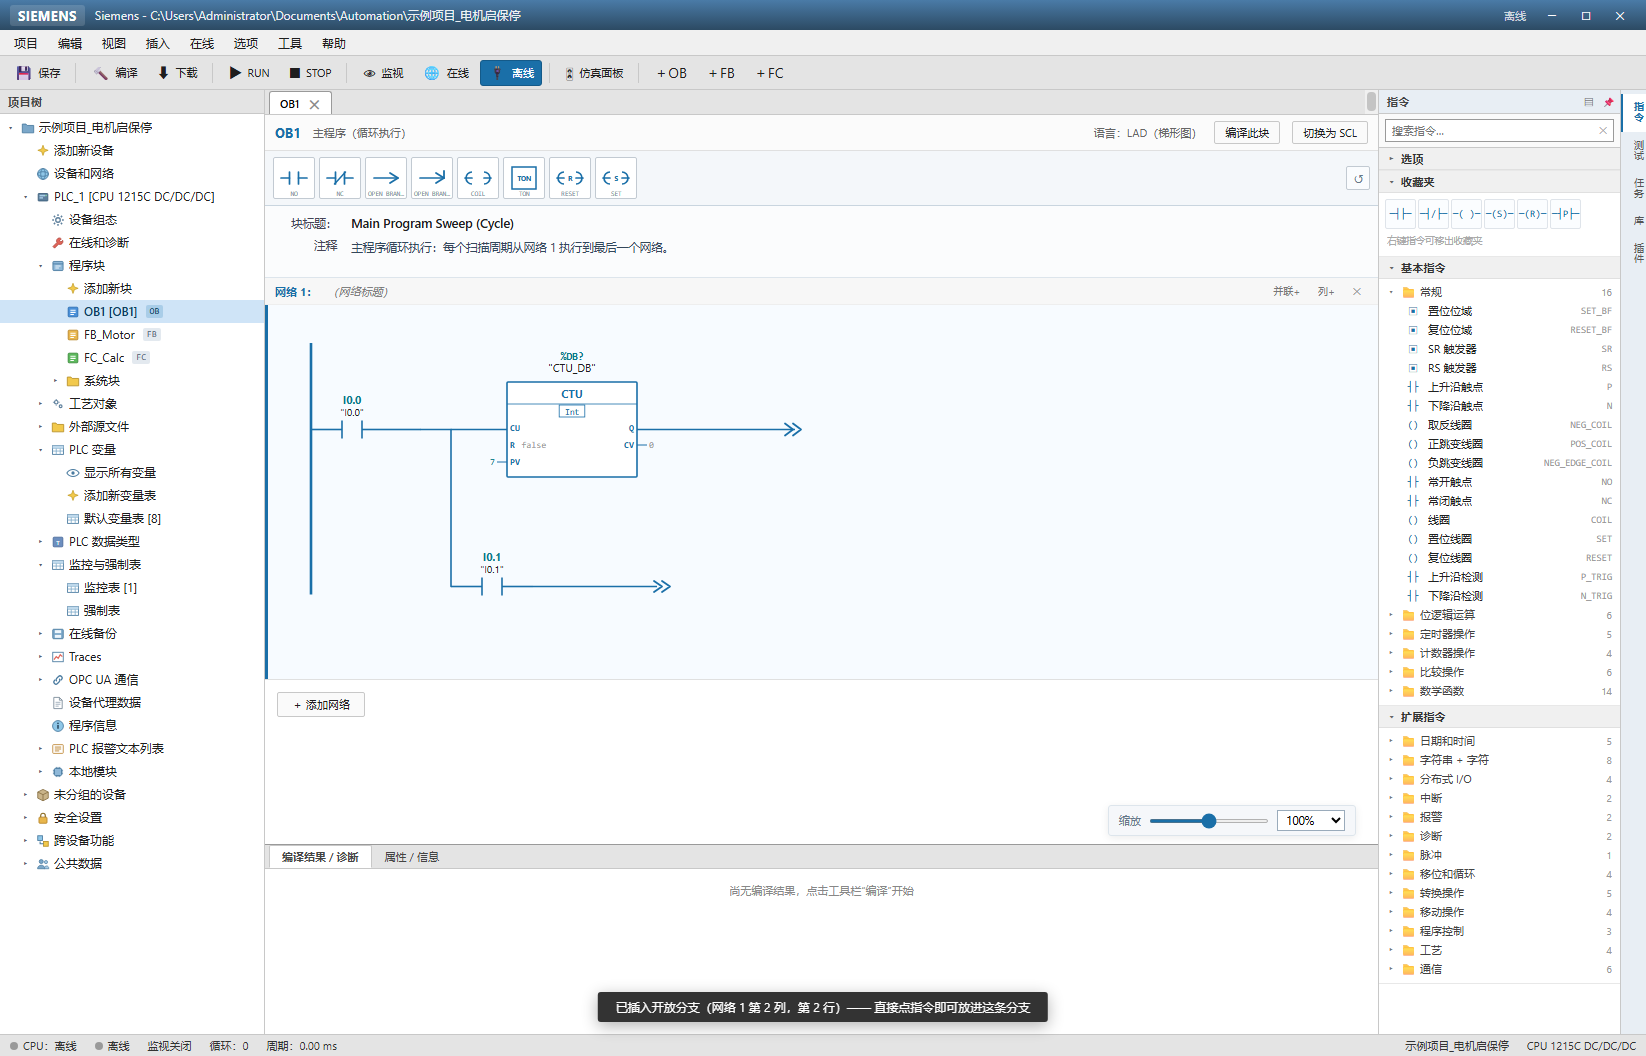 SIEMENS Siemens - C:\Users\Administrator\Documents\Automation\示例项目_电机启保停 离线
项目 编辑 视图 插入 在线 选项 工具 帮助
保存 编译 下载 RUN STOP 监视 在线 离线 仿真面板 +OB +FB +FC
项目树
示例项目_电机启保停
添加新设备
设备和网络
PLC_1 [CPU 1215C DC/DC/DC]
设备组态
在线和诊断
程序块
添加新块
OB1 [OB1] OB
FB_Motor FB
FC_Calc FC
系统块
工艺对象
外部源文件
PLC 变量
显示所有变量
添加新变量表
默认变量表 [8]
PLC 数据类型
监控与强制表
监控表 [1]
强制表
在线备份
Traces
OPC UA 通信
设备代理数据
程序信息
PLC 报警文本列表
本地模块
未分组的设备
安全设置
跨设备功能
公共数据
OB1
OB1 主程序（循环执行） 语言：LAD（梯形图） 编译此块 切换为 SCL
NO NC OPEN BRAN… OPEN BRAN… COIL TON TON R RESET S SET
块标题： Main Program Sweep (Cycle)
注释 主程序循环执行：每个扫描周期从网络 1 执行到最后一个网络。
网络 1： (网络标题) 并联+ 列+
%DB?
"CTU_DB"
CTU
Int
I0.0
"I0.0"
CU Q
R false CV 0
7 PV
I0.1
"I0.1"
+ 添加网络
缩放 100%
编译结果 / 诊断 属性 / 信息
尚无编译结果，点击工具栏"编译"开始
已插入开放分支（网络 1 第 2 列，第 2 行）—— 直接点指令即可放进这条分支
指令
搜索指令...
选项
收藏夹
右键指令可移出收藏夹
基本指令
常规 16
置位位域 SET_BF
复位位域 RESET_BF
SR 触发器 SR
RS 触发器 RS
上升沿触点 P
下降沿触点 N
取反线圈 NEG_COIL
正跳变线圈 POS_COIL
负跳变线圈 NEG_EDGE_COIL
常开触点 NO
常闭触点 NC
线圈 COIL
置位线圈 SET
复位线圈 RESET
上升沿检测 P_TRIG
下降沿检测 N_TRIG
位逻辑运算 6
定时器操作 5
计数器操作 4
比较操作 6
数学函数 14
扩展指令
日期和时间 5
字符串 + 字符 8
分布式 I/O 4
中断 2
报警 2
诊断 2
脉冲 1
移位和循环 4
转换操作 5
移动操作 4
程序控制 3
工艺 4
通信 6
指令
测试
任务
库
插件
CPU：离线 离线 监视关闭 循环：0 周期：0.00 ms 示例项目_电机启保停 CPU 1215C DC/DC/DC